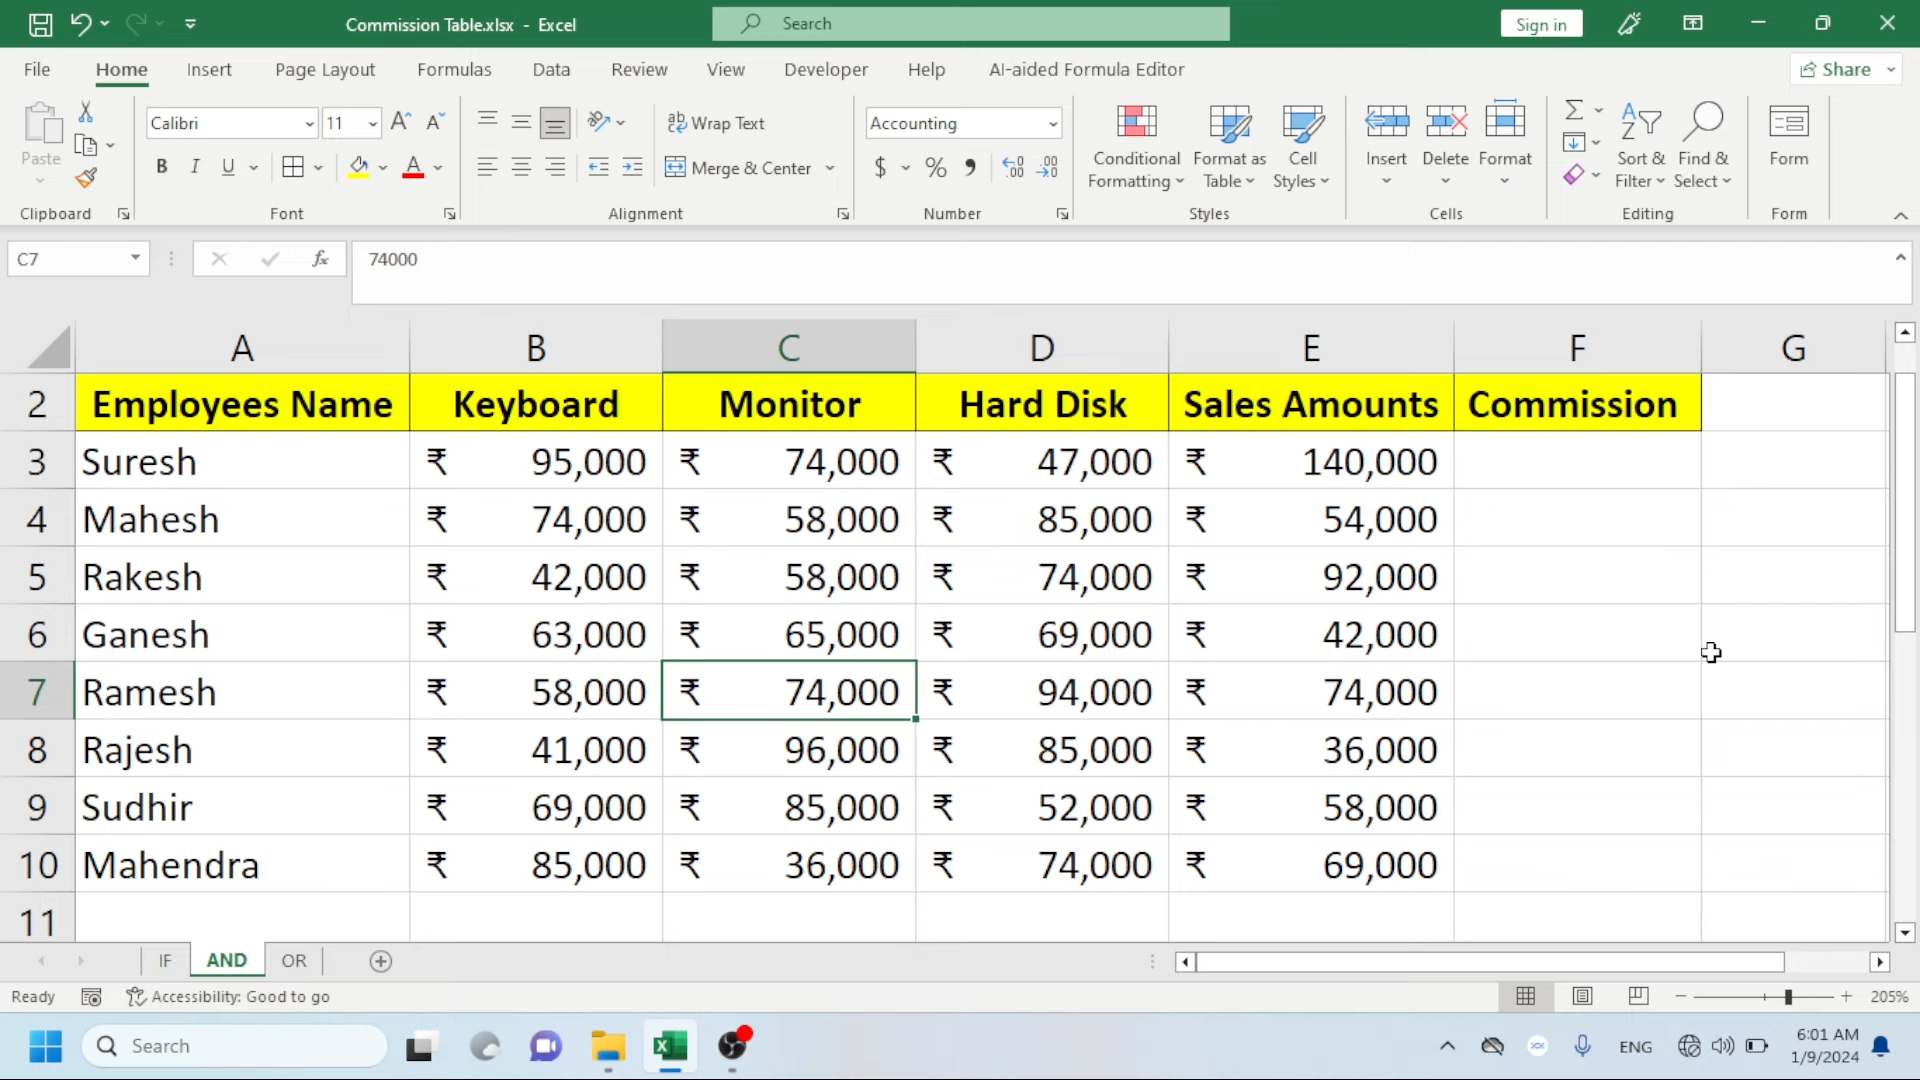 Commission Table.xlsx - Excel
Search
Sign in
File Home Insert Page Layout Formulas Data Review View Developer Help AI-aided Formula Editor Share
Paste
Calibri 11 A A
Wrap Text
Accounting
B I U A
Merge & Center
$ %
Conditional Formatting
Format as Table
Cell Styles
Insert Delete Format
Sort & Filter
Find & Select
Form
Clipboard Font Alignment Number Styles Cells Editing Form
C7 fx 74000
A B C D E F G
2 Employees Name Keyboard Monitor Hard Disk Sales Amounts Commission
3 Suresh ₹ 95,000 ₹ 74,000 ₹ 47,000 ₹ 140,000
4 Mahesh ₹ 74,000 ₹ 58,000 ₹ 85,000 ₹ 54,000
5 Rakesh ₹ 42,000 ₹ 58,000 ₹ 74,000 ₹ 92,000
6 Ganesh ₹ 63,000 ₹ 65,000 ₹ 69,000 ₹ 42,000
7 Ramesh ₹ 58,000 ₹ 74,000 ₹ 94,000 ₹ 74,000
8 Rajesh ₹ 41,000 ₹ 96,000 ₹ 85,000 ₹ 36,000
9 Sudhir ₹ 69,000 ₹ 85,000 ₹ 52,000 ₹ 58,000
10 Mahendra ₹ 85,000 ₹ 36,000 ₹ 74,000 ₹ 69,000
11
IF AND OR
Ready Accessibility: Good to go 205%
Search
ENG
6:01 AM
1/9/2024